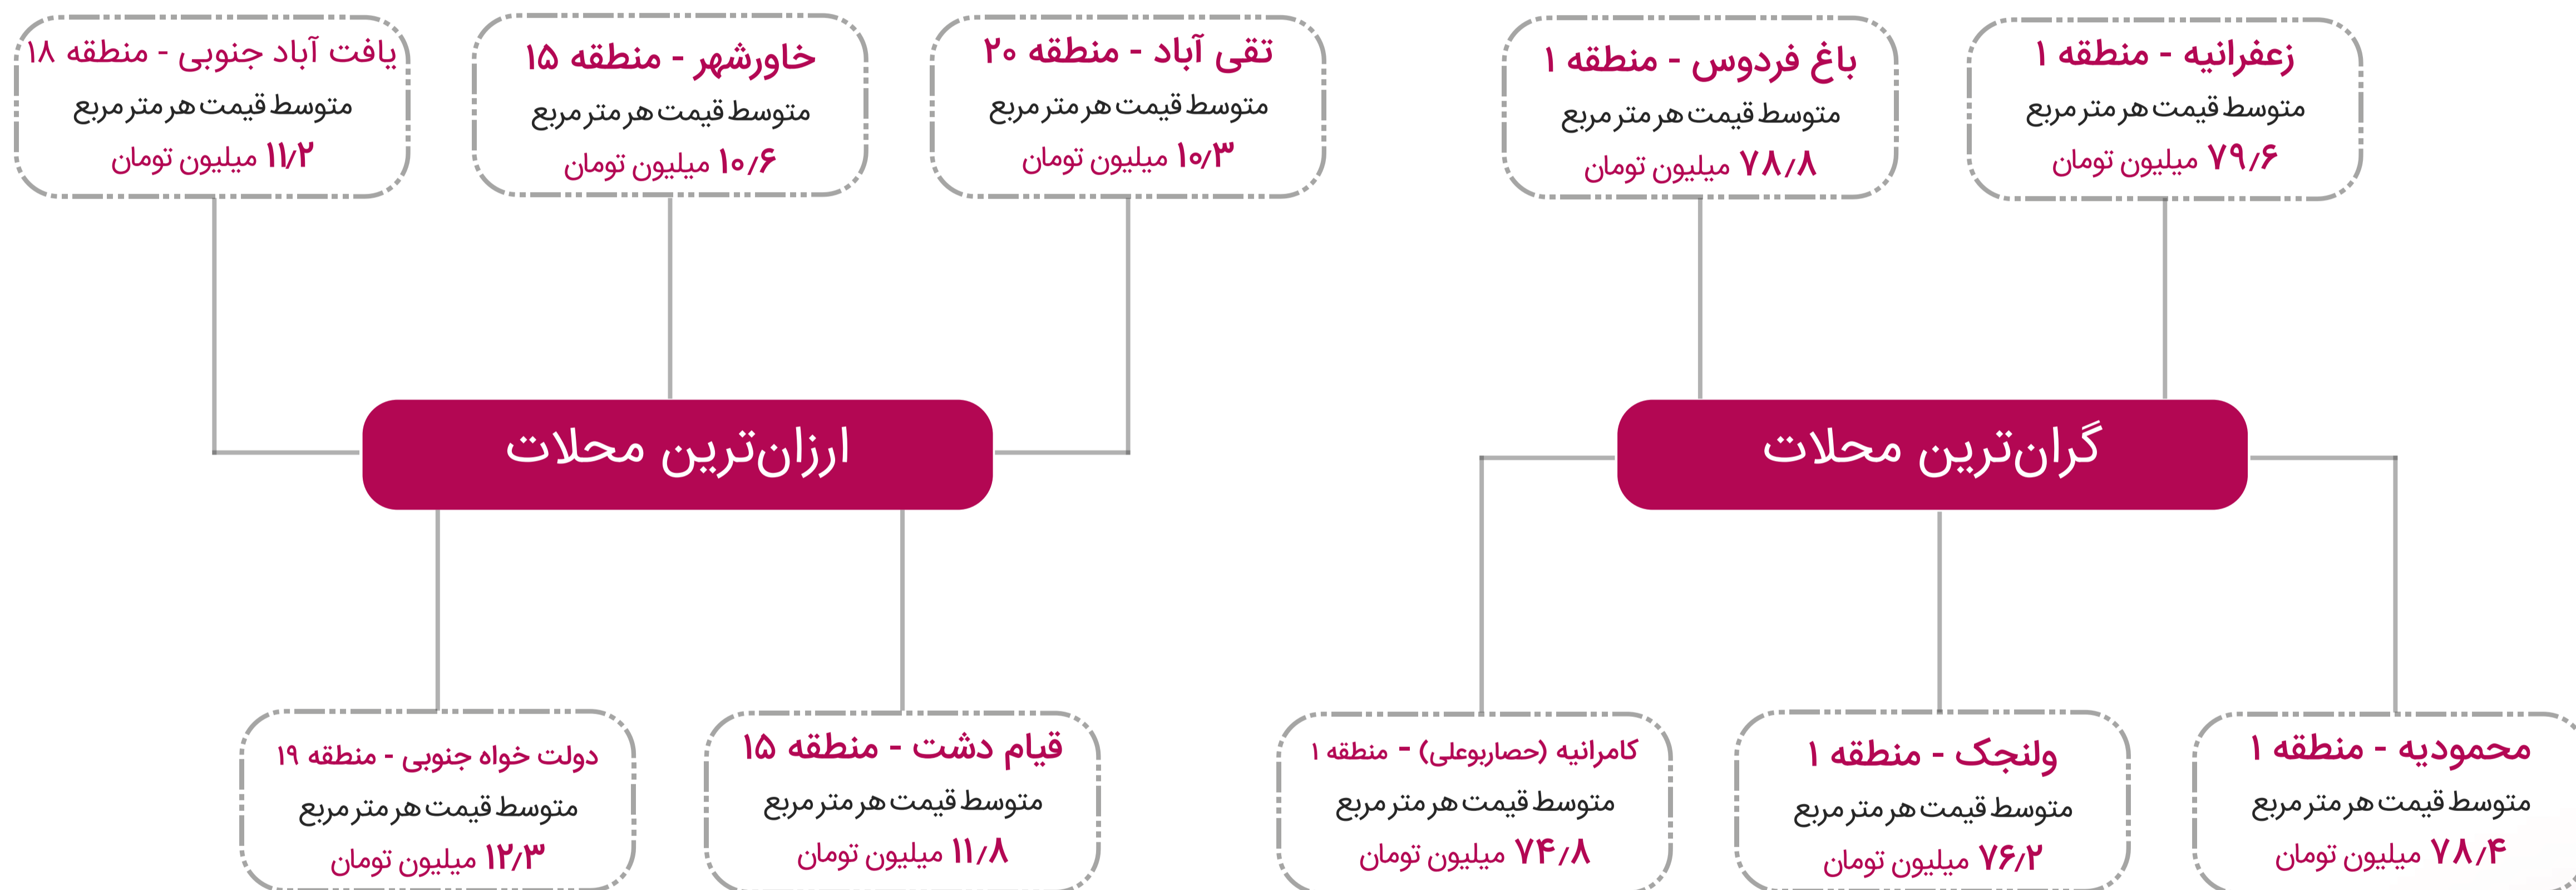 زعفرانیه - منطقه ۱
متوسط قیمت هر متر مربع
۷۹٫۶ میلیون تومان
باغ فردوس - منطقه ۱
متوسط قیمت هر متر مربع
۷۸٫۸ میلیون تومان
گران‌ترین محلات
محمودیه - منطقه ۱
متوسط قیمت هر متر مربع
۷۸٫۴ میلیون تومان
ولنجک - منطقه ۱
متوسط قیمت هر متر مربع
۷۶٫۲ میلیون تومان
کامرانیه (حصاربوعلی) - منطقه ۱
متوسط قیمت هر متر مربع
۷۴٫۸ میلیون تومان
تقی آباد - منطقه ۲۰
متوسط قیمت هر متر مربع
۱۰٫۳ میلیون تومان
خاورشهر - منطقه ۱۵
متوسط قیمت هر متر مربع
۱۰٫۶ میلیون تومان
یافت آباد جنوبی - منطقه ۱۸
متوسط قیمت هر متر مربع
۱۱٫۲ میلیون تومان
ارزان‌ترین محلات
قیام دشت - منطقه ۱۵
متوسط قیمت هر متر مربع
۱۱٫۸ میلیون تومان
دولت خواه جنوبی - منطقه ۱۹
متوسط قیمت هر متر مربع
۱۲٫۳ میلیون تومان